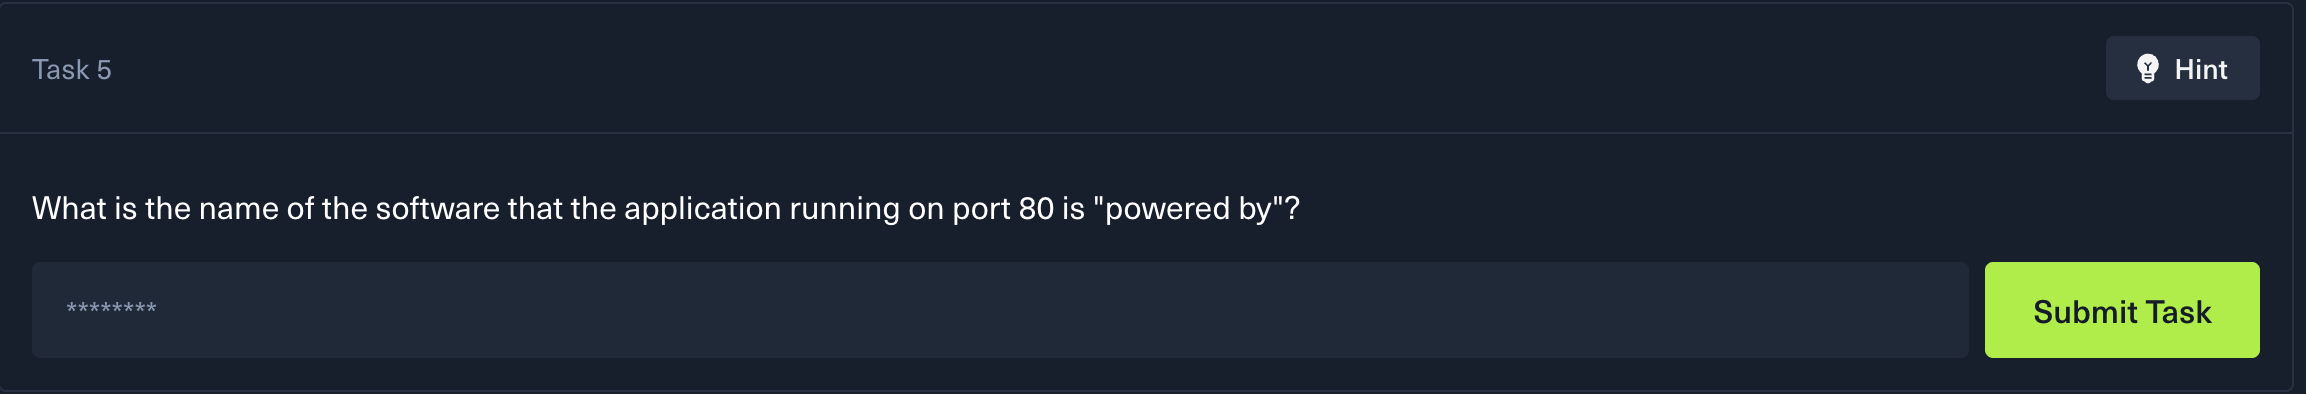 Task 5
Hint
What is the name of the software that the application running on port 80 is "powered by"?
********
Submit Task